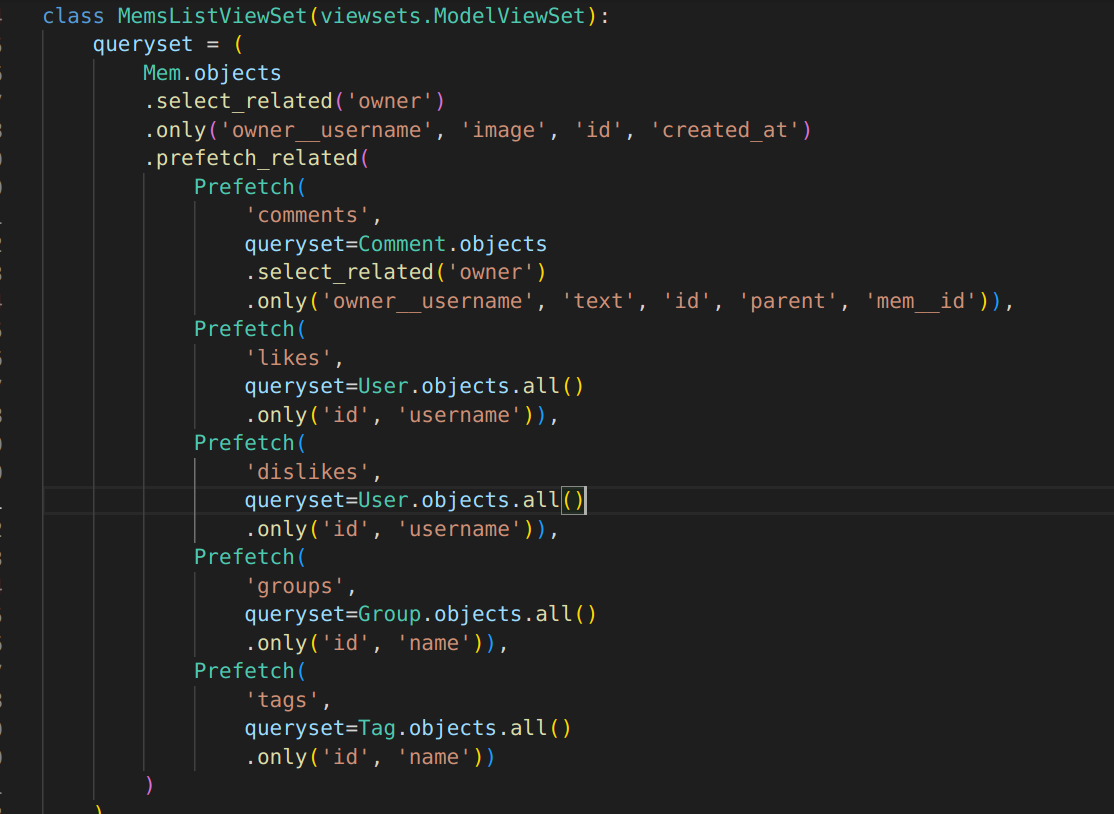 class MemsListViewSet(viewsets.ModelViewSet):
queryset = (
Mem.objects
.select_related('owner')
.only('owner__username', 'image', 'id', 'created_at')
.prefetch_related(
Prefetch(
'comments',
queryset=Comment.objects
.select_related('owner')
.only('owner__username', 'text', 'id', 'parent', 'mem__id')),
Prefetch(
'likes',
queryset=User.objects.all()
.only('id', 'username')),
Prefetch(
'dislikes',
queryset=User.objects.all()
.only('id', 'username')),
Prefetch(
'groups',
queryset=Group.objects.all()
.only('id', 'name')),
Prefetch(
'tags',
queryset=Tag.objects.all()
.only('id', 'name'))
)
)